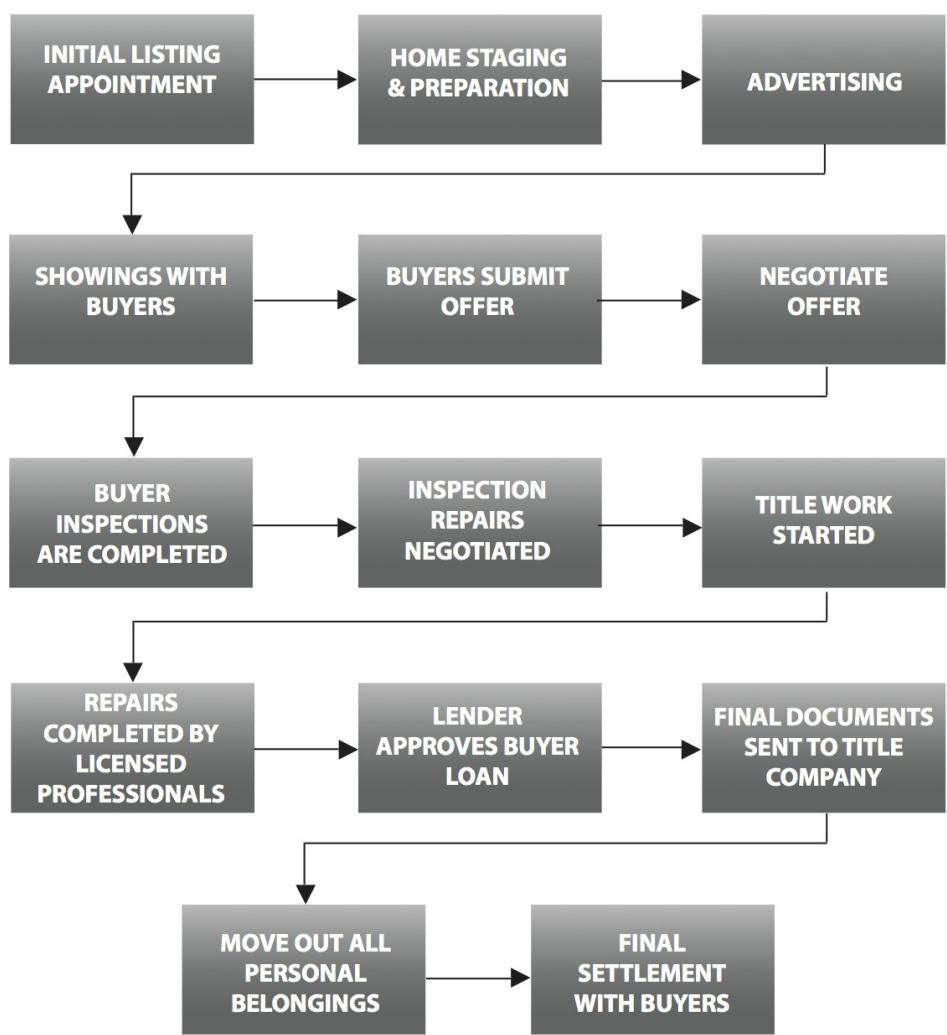 INITIAL LISTING
APPOINTMENT
HOME STAGING
& PREPARATION
ADVERTISING
SHOWINGS WITH
BUYERS
BUYERS SUBMIT
OFFER
NEGOTIATE
OFFER
BUYER
INSPECTIONS
ARE COMPLETED
INSPECTION
REPAIRS
NEGOTIATED
TITLE WORK
STARTED
REPAIRS
COMPLETED BY
LICENSED
PROFESSIONALS
LENDER
APPROVES BUYER
LOAN
FINAL DOCUMENTS
SENT TO TITLE
COMPANY
MOVE OUT ALL
PERSONAL
BELONGINGS
FINAL
SETTLEMENT
WITH BUYERS